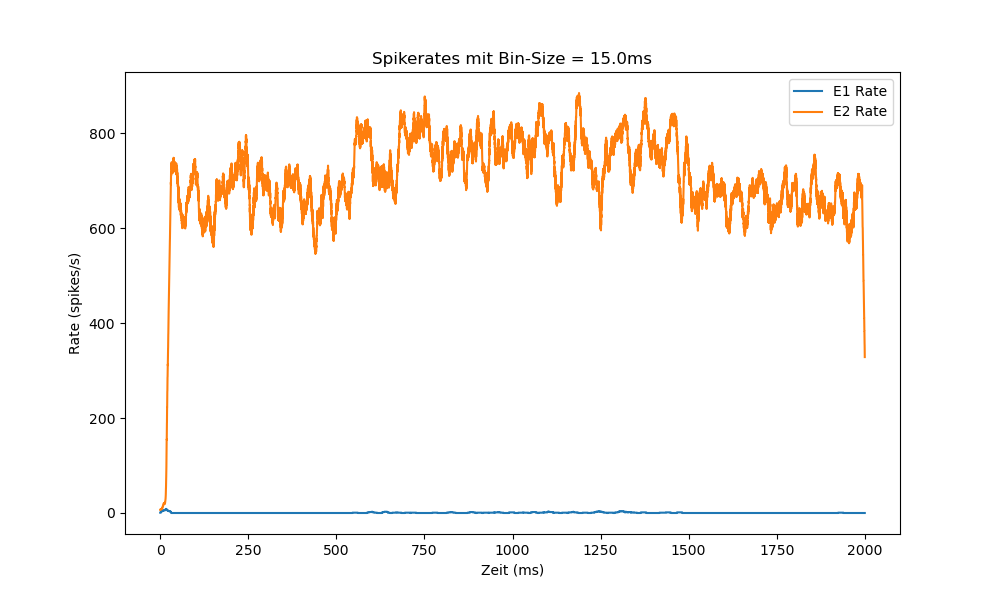 Spikerates mit Bin-Size = 15.0ms
E1 Rate
E2 Rate
Rate (spikes/s)
800
600
400
200
0
0 250 500 750 1000 1250 1500 1750 2000
Zeit (ms)